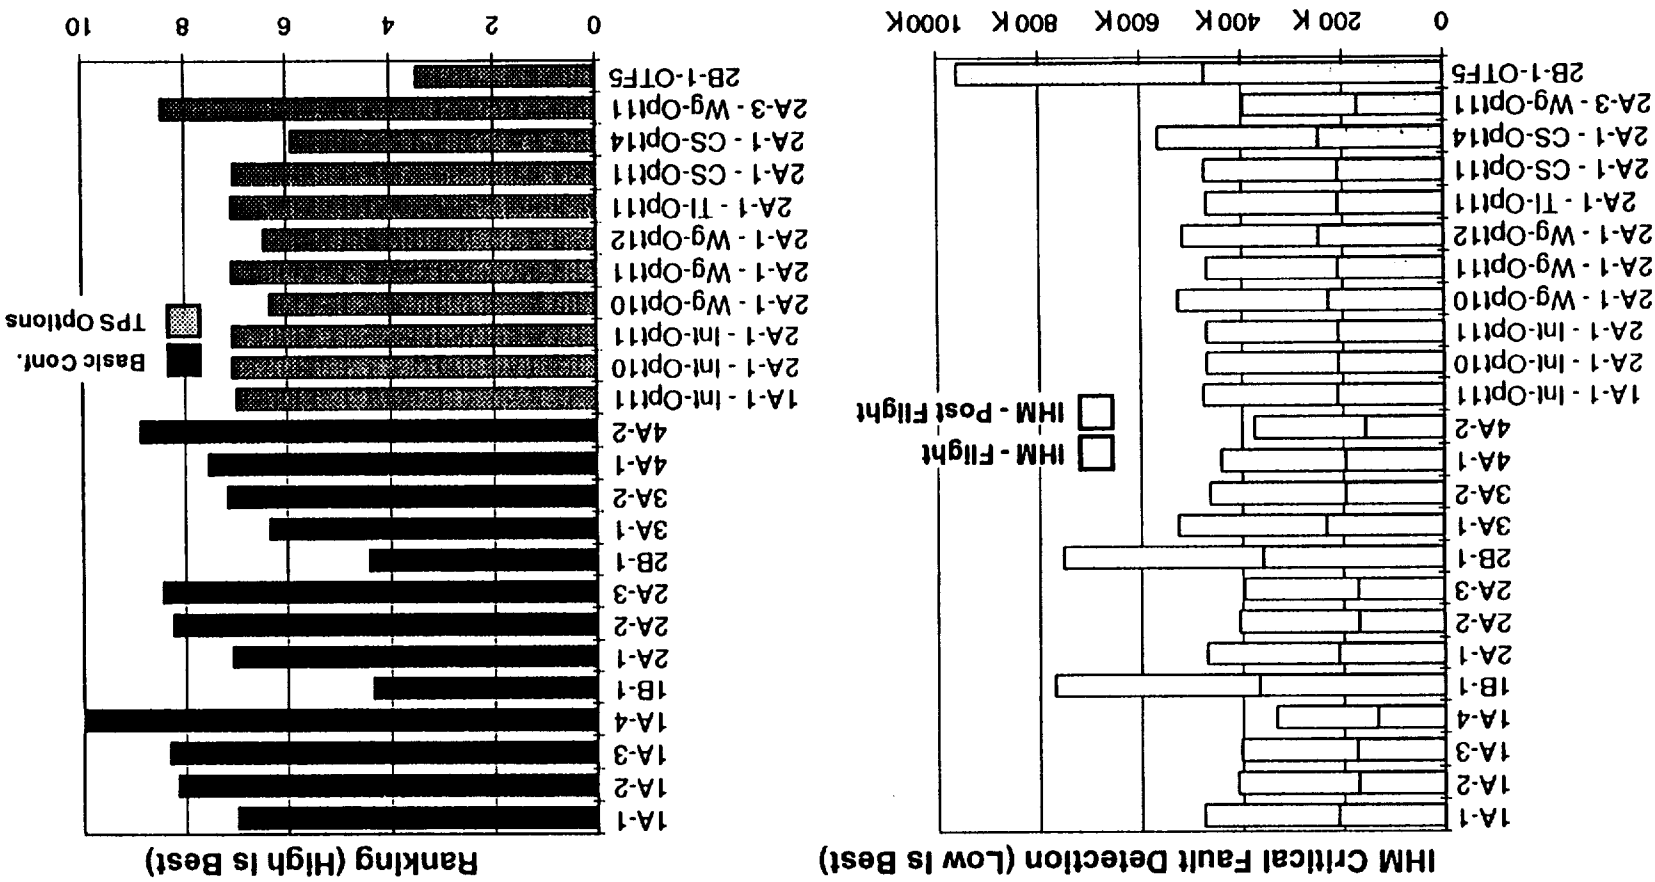 IHM Critical Fault Detection (Low Is Best)
1A-1
1A-2
1A-3
1A-4
1B-1
2A-1
2A-2
2A-3
2B-1
3A-1
3A-2
4A-1
4A-2
1A-1 - Int-Opt11
2A-1 - Int-Opt10
2A-1 - Int-Opt11
2A-1 - Wg-Opt10
2A-1 - Wg-Opt11
2A-1 - Wg-Opt12
2A-1 - TI-Opt11
2A-1 - CS-Opt11
2A-1 - CS-Opt14
2A-3 - Wg-Opt11
2B-1-OTF5
0 200 K 400 K 600 K 800 K 1000K
IHM - Flight
IHM - Post Flight
Ranking (High Is Best)
1A-1
1A-2
1A-3
1A-4
1B-1
2A-1
2A-2
2A-3
2B-1
3A-1
3A-2
4A-1
4A-2
1A-1 - Int-Opt11
2A-1 - Int-Opt10
2A-1 - Int-Opt11
2A-1 - Wg-Opt10
2A-1 - Wg-Opt11
2A-1 - Wg-Opt12
2A-1 - TI-Opt11
2A-1 - CS-Opt11
2A-1 - CS-Opt14
2A-3 - Wg-Opt11
2B-1-OTF5
0 2 4 6 8 10
Basic Conf.
TPS Options